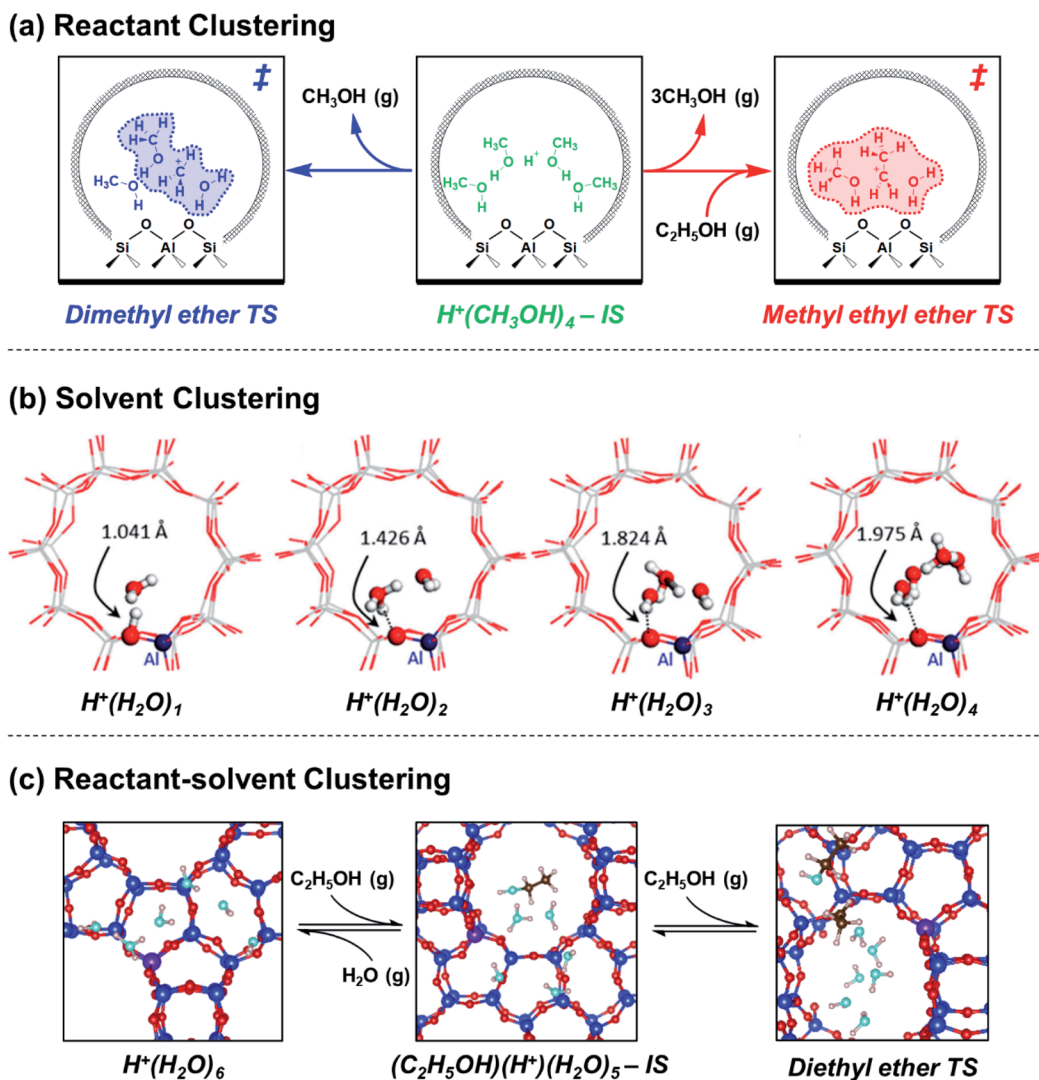 (a) Reactant Clustering
‡
CH₃OH (g)
3CH₃OH (g)
‡
H
H
C
H
O
H
H
C
+
H
H
O
H
H₃C
O
H
H₃C
O
H
H⁺
CH₃
O
H
H₃C
O
H
CH₃
O
H
H
H
C
H
+
C
H
H
H
H
C
H
O
H
O
H
C₂H₅OH (g)
O
O
Si
Al
Si
O
O
Si
Al
Si
O
O
Si
Al
Si
Dimethyl ether TS
H⁺(CH₃OH)₄ – IS
Methyl ethyl ether TS
(b) Solvent Clustering
1.041 Å
1.426 Å
1.824 Å
1.975 Å
Al
Al
Al
Al
H⁺(H₂O)₁
H⁺(H₂O)₂
H⁺(H₂O)₃
H⁺(H₂O)₄
(c) Reactant-solvent Clustering
C₂H₅OH (g)
C₂H₅OH (g)
H₂O (g)
H⁺(H₂O)₆
(C₂H₅OH)(H⁺)(H₂O)₅ – IS
Diethyl ether TS